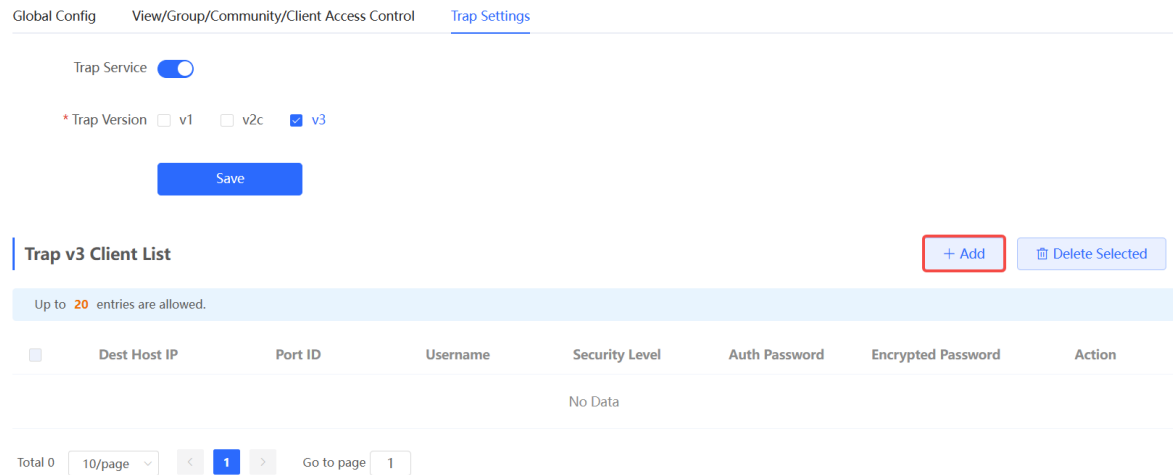 Global Config View/Group/Community/Client Access Control Trap Settings
Trap Service
* Trap Version v1 v2c v3
Save
Trap v3 Client List + Add Delete Selected
Up to 20 entries are allowed.
Dest Host IP Port ID Username Security Level Auth Password Encrypted Password Action
No Data
Total 0 10/page < 1 > Go to page 1